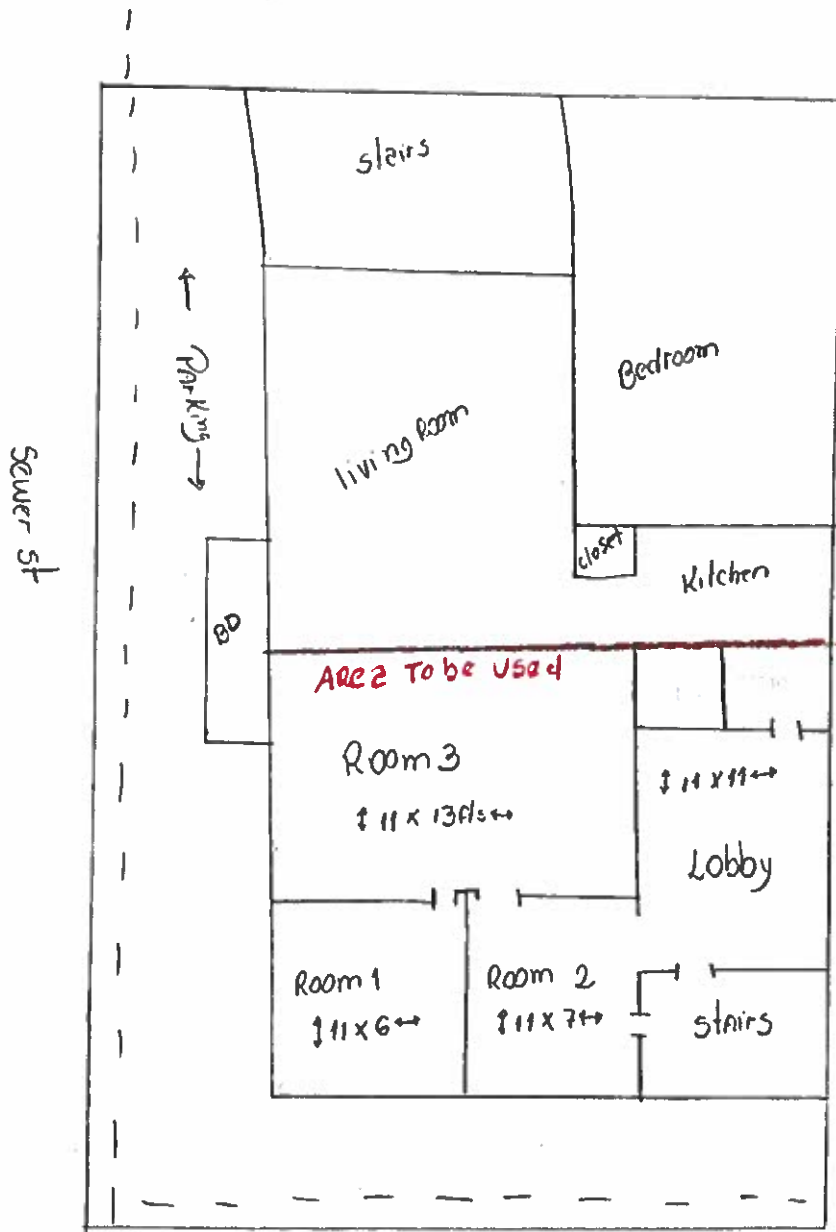 stairs
Bedroom
← Parking →
living Room
Sewer St
closet
Kitchen
BD
AREA To be used
Room 3
↕ 11 x 13 f/s ↔
↕ 11 x 11 ↔
Lobby
Room 1
↕ 11 x 6 ↔
Room 2
↕ 11 x 7 ↔
stairs